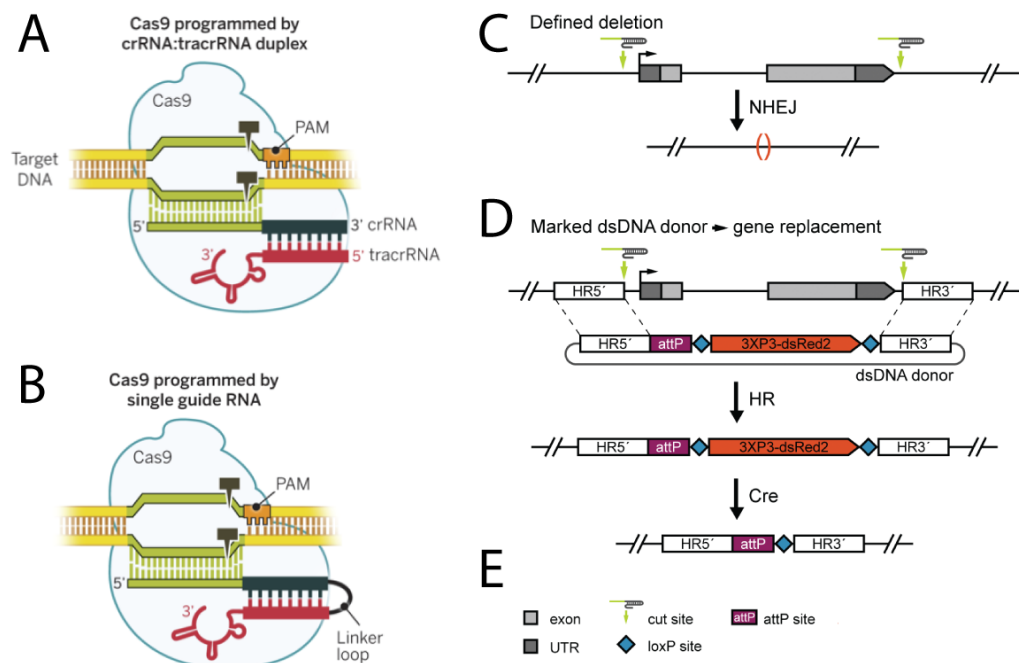 A
Cas9 programmed by
crRNA:tracrRNA duplex
Cas9
PAM
Target
DNA
5'
3' crRNA
3'
5' tracrRNA
B
Cas9 programmed by
single guide RNA
Cas9
PAM
5'
3'
Linker
loop
C
Defined deletion
NHEJ
D
Marked dsDNA donor gene replacement
HR5´
HR3´
HR5´
attP
3XP3-dsRed2
HR3´
dsDNA donor
HR
HR5´
attP
3XP3-dsRed2
HR3´
Cre
HR5´
attP
HR3´
E
exon
cut site
attP
attP site
UTR
loxP site